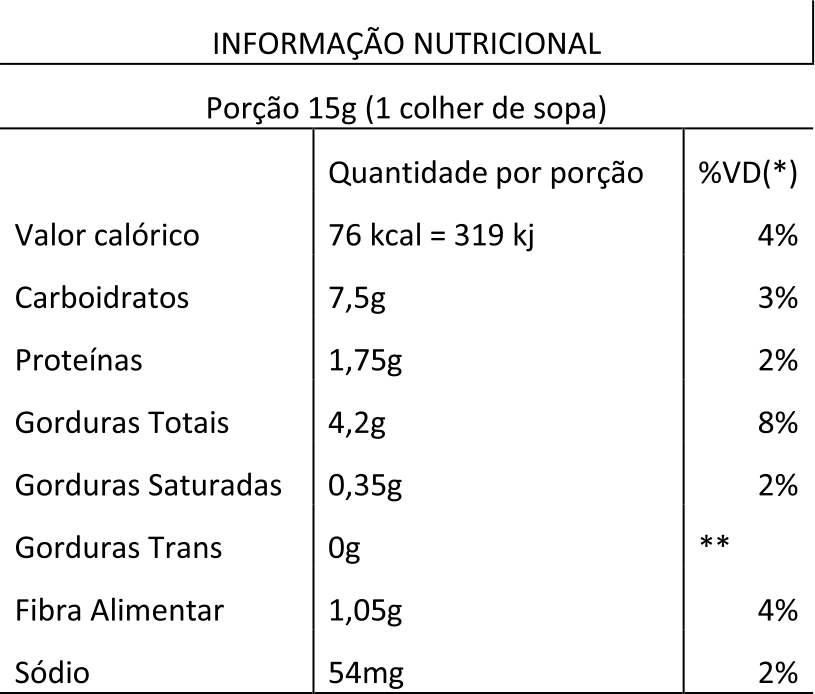 INFORMAÇÃO NUTRICIONAL
Porção 15g (1 colher de sopa)
Quantidade por porção %VD(*)
Valor calórico 76 kcal = 319 kj 4%
Carboidratos 7,5g 3%
Proteínas 1,75g 2%
Gorduras Totais 4,2g 8%
Gorduras Saturadas 0,35g 2%
Gorduras Trans 0g **
Fibra Alimentar 1,05g 4%
Sódio 54mg 2%